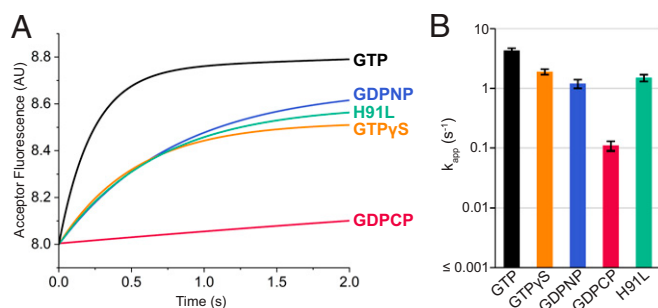 A
Acceptor Fluorescence (AU)
8.8
8.6
8.4
8.2
8.0
0.0
0.5
1.0
1.5
2.0
Time (s)
GTP
GDPNP
H91L
GTPγS
GDPCP
B
k_app (s⁻¹)
10
1
0.1
0.01
≤ 0.001
GTP
GTPγS
GDPNP
GDPCP
H91L